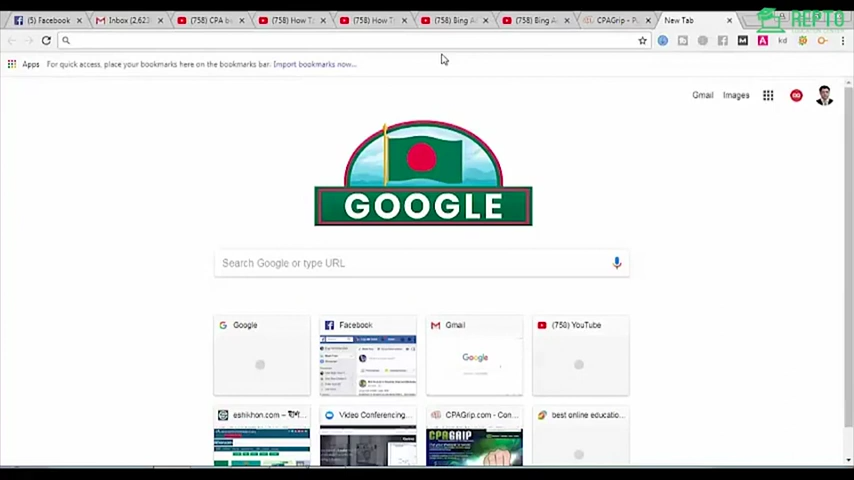 (5) Facebook
Inbox (2,623)
(758) CPA b
(758) How T
(758) How T
(758) Bing A
(758) Bing A
CPAGrip - P
New Tab
REPTO
kd
Apps
For quick access, place your bookmarks here on the bookmarks bar. Import bookmarks now...
Gmail
Images
GOOGLE
Search Google or type URL
Google
Facebook
Gmail
(758) YouTube
Google
eshikhon.com –
Video Conferencing...
CPAGrip.com - Con...
best online educatio...
CPAGRIP